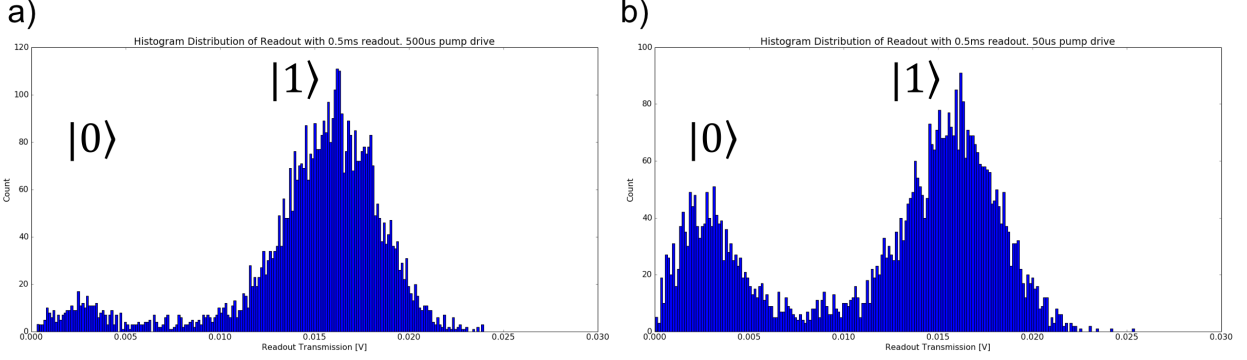 a)
Histogram Distribution of Readout with 0.5ms readout. 500us pump drive
120
100
80
60
40
20
0
Count
|0⟩
|1⟩
0.000 0.005 0.010 0.015 0.020 0.025 0.030
Readout Transmission [V]
b)
Histogram Distribution of Readout with 0.5ms readout. 50us pump drive
100
80
60
40
20
0
Count
|0⟩
|1⟩
0.000 0.005 0.010 0.015 0.020 0.025 0.030
Readout Transmission [V]